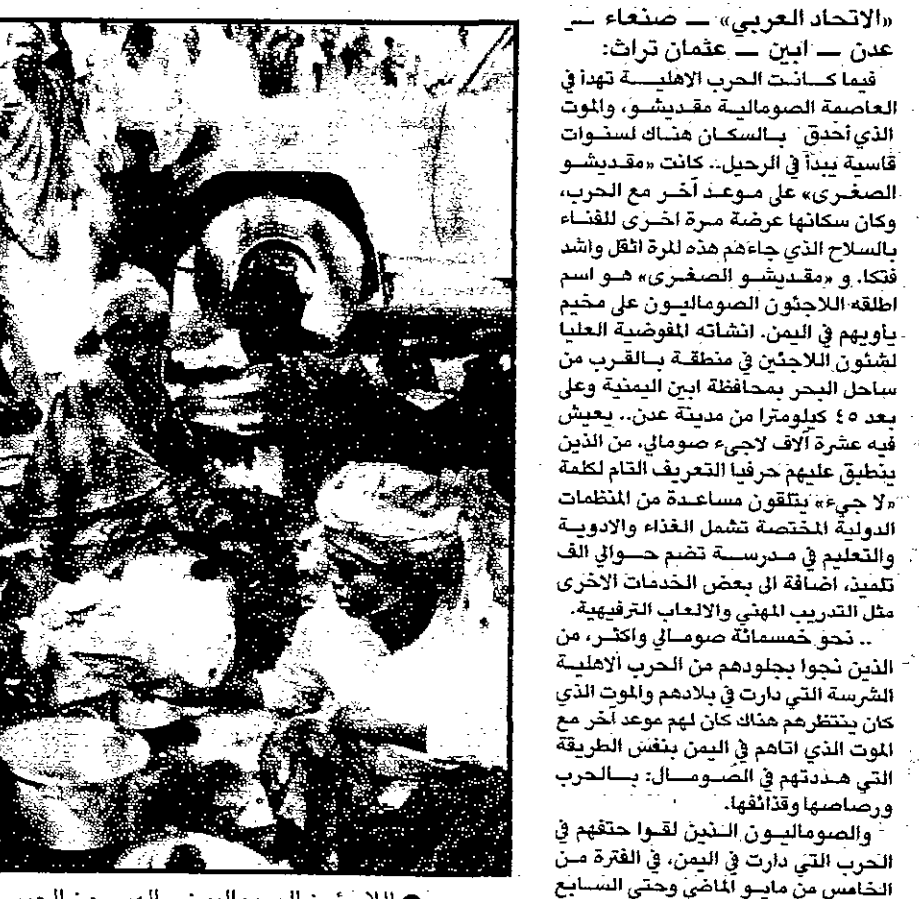 «الاتحاد العربي» — صنعاء —
عدن — ابين — عثمان تراث:
فيما كانت الحرب الاهلية تهدأ في
العاصمة الصومالية مقديشو، والموت
الذي أحدق بالسكان هناك لسنوات
قاسية يبدأ في الرحيل.. كانت «مقديشو
الصغرى» على موعد آخر مع الحرب،
وكان سكانها عرضة مرة اخرى للفناء
بالسلاح الذي جاءهم هذه المرة اثقل واشد
فتكا. و «مقديشو الصغرى» هو اسم
اطلقه اللاجئون الصوماليون على مخيم
يأويهم في اليمن. انشأته المفوضية العليا
لشئون اللاجئين في منطقة بالقرب من
ساحل البحر بمحافظة ابين اليمنية وعلى
بعد ٤٥ كيلومترا من مدينة عدن.. يعيش
فيه عشرة آلاف لاجيء صومالي، من الذين
ينطبق عليهم حرفيا التعريف التام لكلمة
«لا جيء» يتلقون مساعدة من المنظمات
الدولية المختصة تشمل الغذاء والادوية
والتعليم في مدرسة تضم حوالي الف
تلميذ، اضافة الى بعض الخدمات الاخرى
مثل التدريب المهني والالعاب الترفيهية.
.. نحو خمسمائة صومالي واكثر، من
الذين نجوا بجلودهم من الحرب الاهلية
الشرسة التي دارت في بلادهم والموت الذي
كان ينتظرهم هناك كان لهم موعد آخر مع
الموت الذي اتاهم في اليمن بنفس الطريقة
التي هددتهم في الصومال: بالحرب
ورصاصها وقذائفها.
والصوماليون الذين لقوا حتفهم في
الحرب التي دارت في اليمن، في الفترة من
الخامس من مايو الماضي وحتى السابع